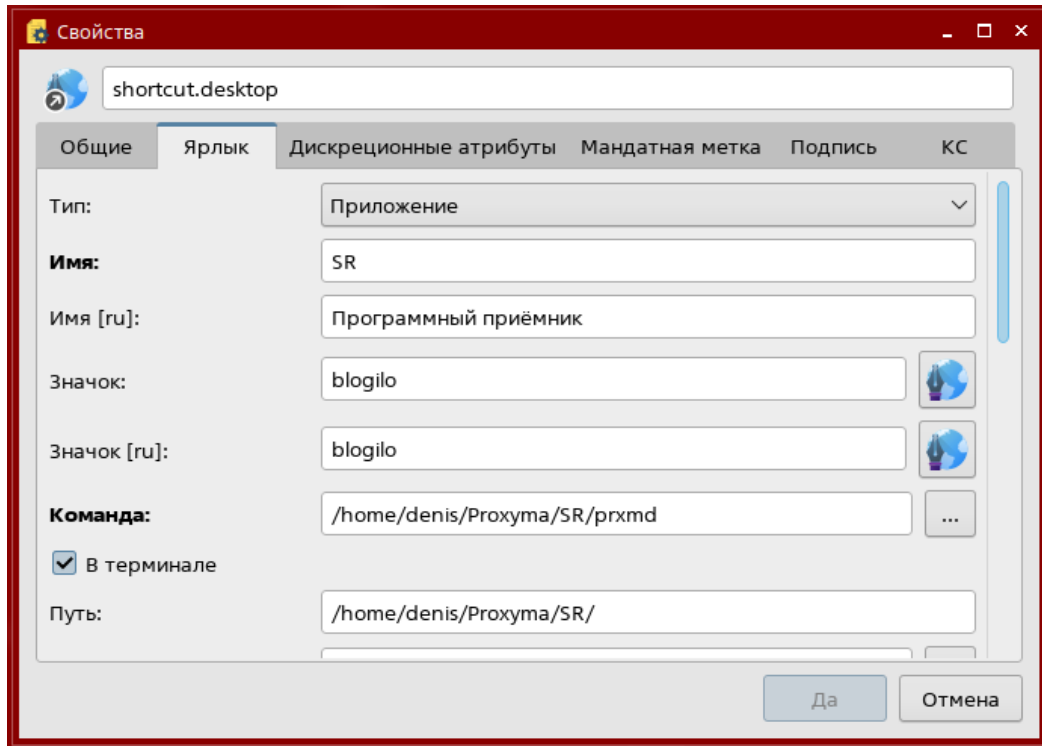 Свойства
shortcut.desktop
Общие Ярлык Дискреционные атрибуты Мандатная метка Подпись КС
Тип: Приложение
Имя: SR
Имя [ru]: Программный приёмник
Значок: blogilo
Значок [ru]: blogilo
Команда: /home/denis/Proxyma/SR/prxmd ...
В терминале
Путь: /home/denis/Proxyma/SR/
Да Отмена